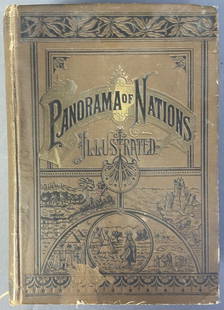 PANORAMA OF NATIONS
ILLUSTRATED